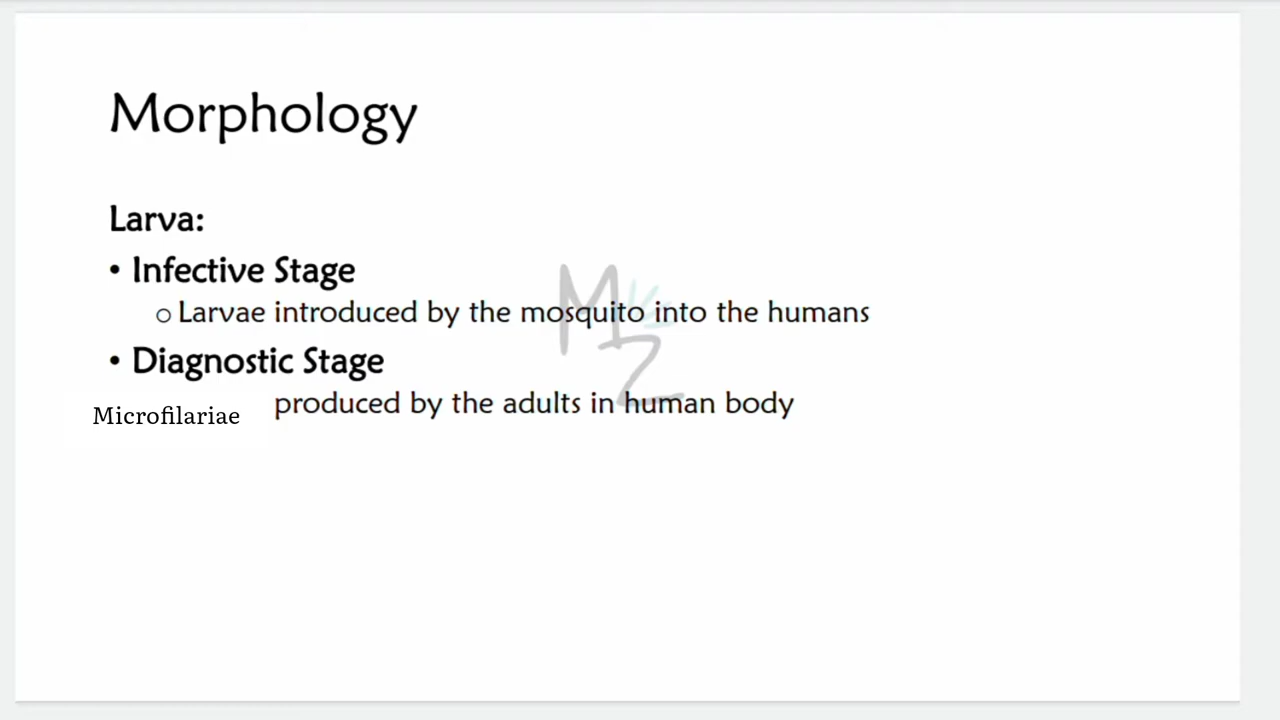 Morphology
Larva:
• Infective Stage
o Larvae introduced by the mosquito into the humans
• Diagnostic Stage
Microfilariae produced by the adults in human body
MZ